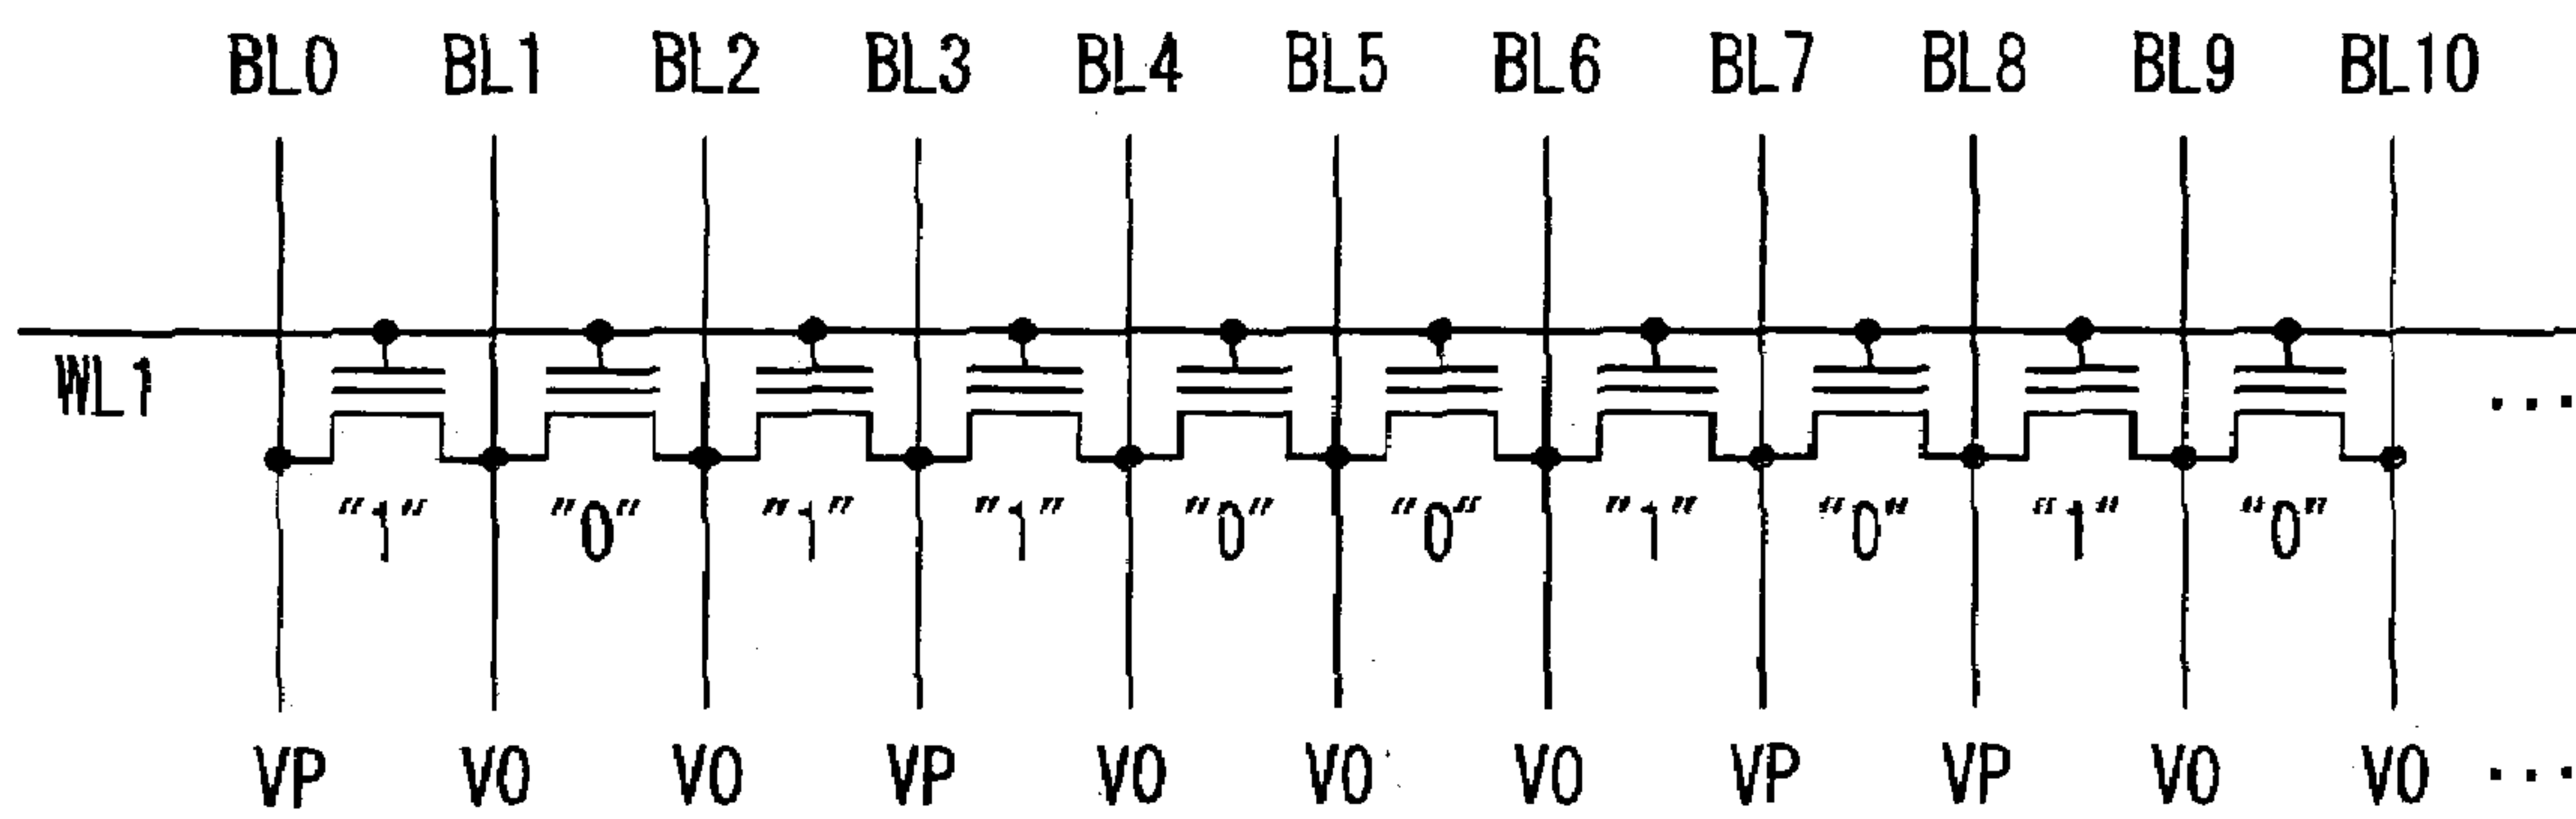 BL0 BL1 BL2 BL3 BL4 BL5 BL6 BL7 BL8 BL9 BL10
WL1 ...
"1" "0" "1" "1" "0" "0" "1" "0" "1" "0"
VP V0 V0 VP V0 V0 V0 VP VP V0 V0 ...